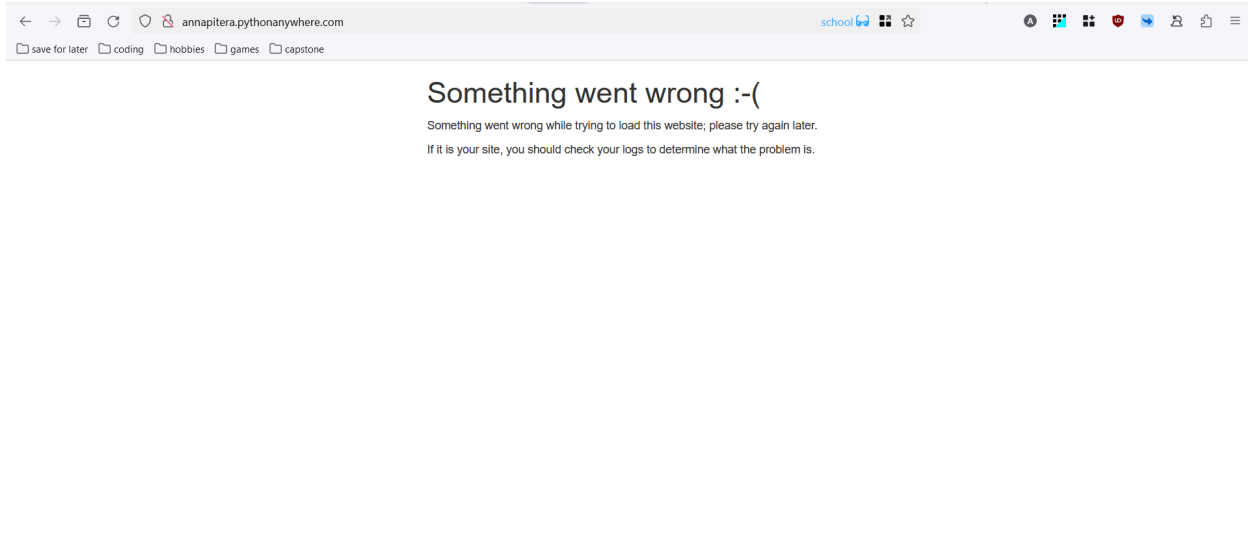 annapitera.pythonanywhere.com
school
save for later coding hobbies games capstone
Something went wrong :-(
Something went wrong while trying to load this website; please try again later.
If it is your site, you should check your logs to determine what the problem is.